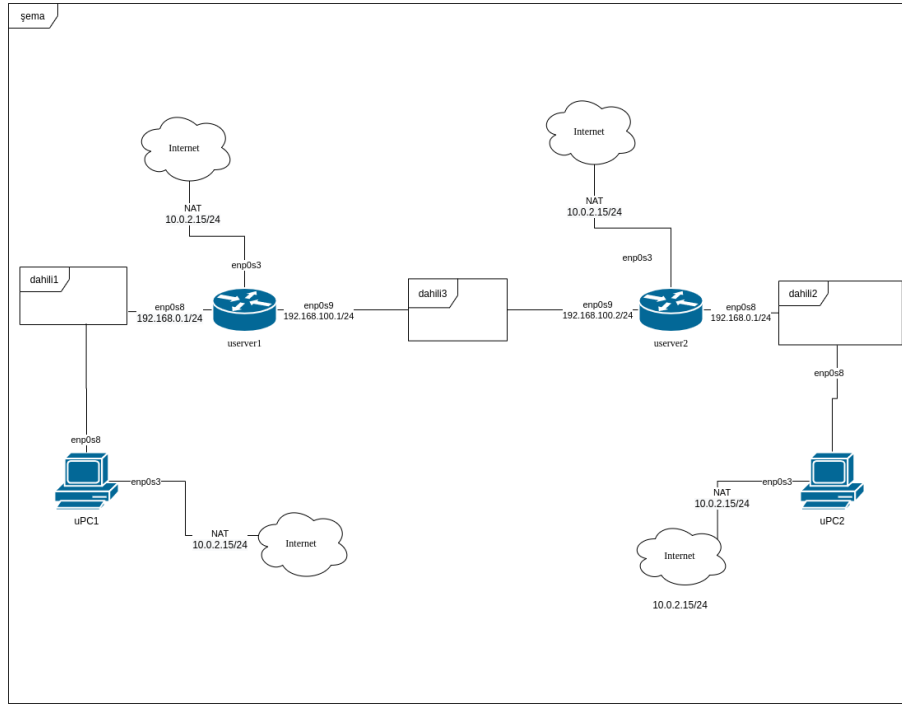 şema
Internet
Internet
NAT
10.0.2.15/24
NAT
10.0.2.15/24
enp0s3
enp0s3
dahili1
dahili3
dahili2
enp0s8
192.168.0.1/24
enp0s9
192.168.100.1/24
enp0s9
192.168.100.2/24
enp0s8
192.168.0.1/24
userver1
userver2
enp0s8
enp0s8
enp0s3
enp0s3
uPC1
uPC2
NAT
10.0.2.15/24
NAT
10.0.2.15/24
Internet
Internet
10.0.2.15/24